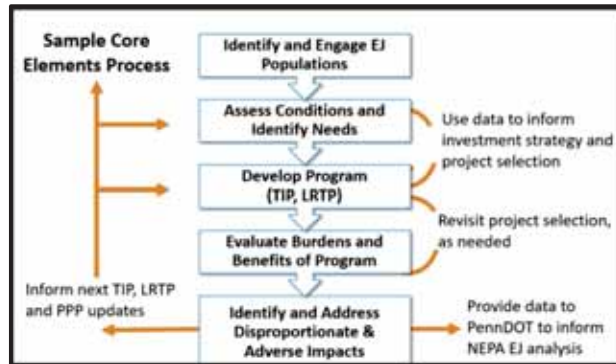 Sample Core
Elements Process
Identify and Engage EJ
Populations
Assess Conditions and
Identify Needs
Use data to inform
investment strategy and
project selection
Develop Program
(TIP, LRTP)
Revisit project selection,
as needed
Evaluate Burdens and
Benefits of Program
Inform next TIP, LRTP
and PPP updates
Identify and Address
Disproportionate &
Adverse Impacts
Provide data to
PennDOT to inform
NEPA EJ analysis